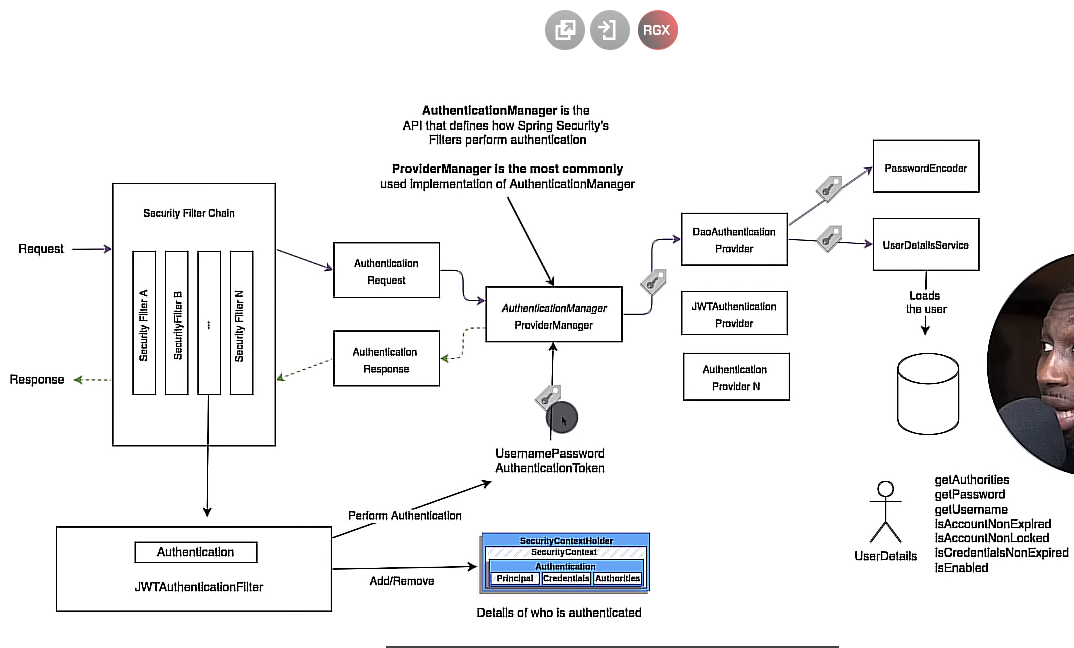 RGX
AuthenticationManager is the
API that defines how Spring Security's
Filters perform authentication
ProviderManager is the most commonly
used implementation of AuthenticationManager
Security Filter Chain
Request
Response
Security Filter A
SecurityFilter B
...
Security Filter N
Authentication
Request
Authentication
Response
AuthenticationManager
ProviderManager
DaoAuthentication
Provider
JWTAuthentication
Provider
Authentication
Provider N
PasswordEncoder
UserDetailsService
Loads
the user
UsernamePassword
AuthenticationToken
Perform Authentication
Authentication
JWTAuthenticationFilter
Add/Remove
SecurityContextHolder
SecurityContext
Authentication
Principal
Credentials
Authorities
Details of who is authenticated
UserDetails
getAuthorities
getPassword
getUsername
isAccountNonExpired
isAccountNonLocked
isCredentialsNonExpired
isEnabled